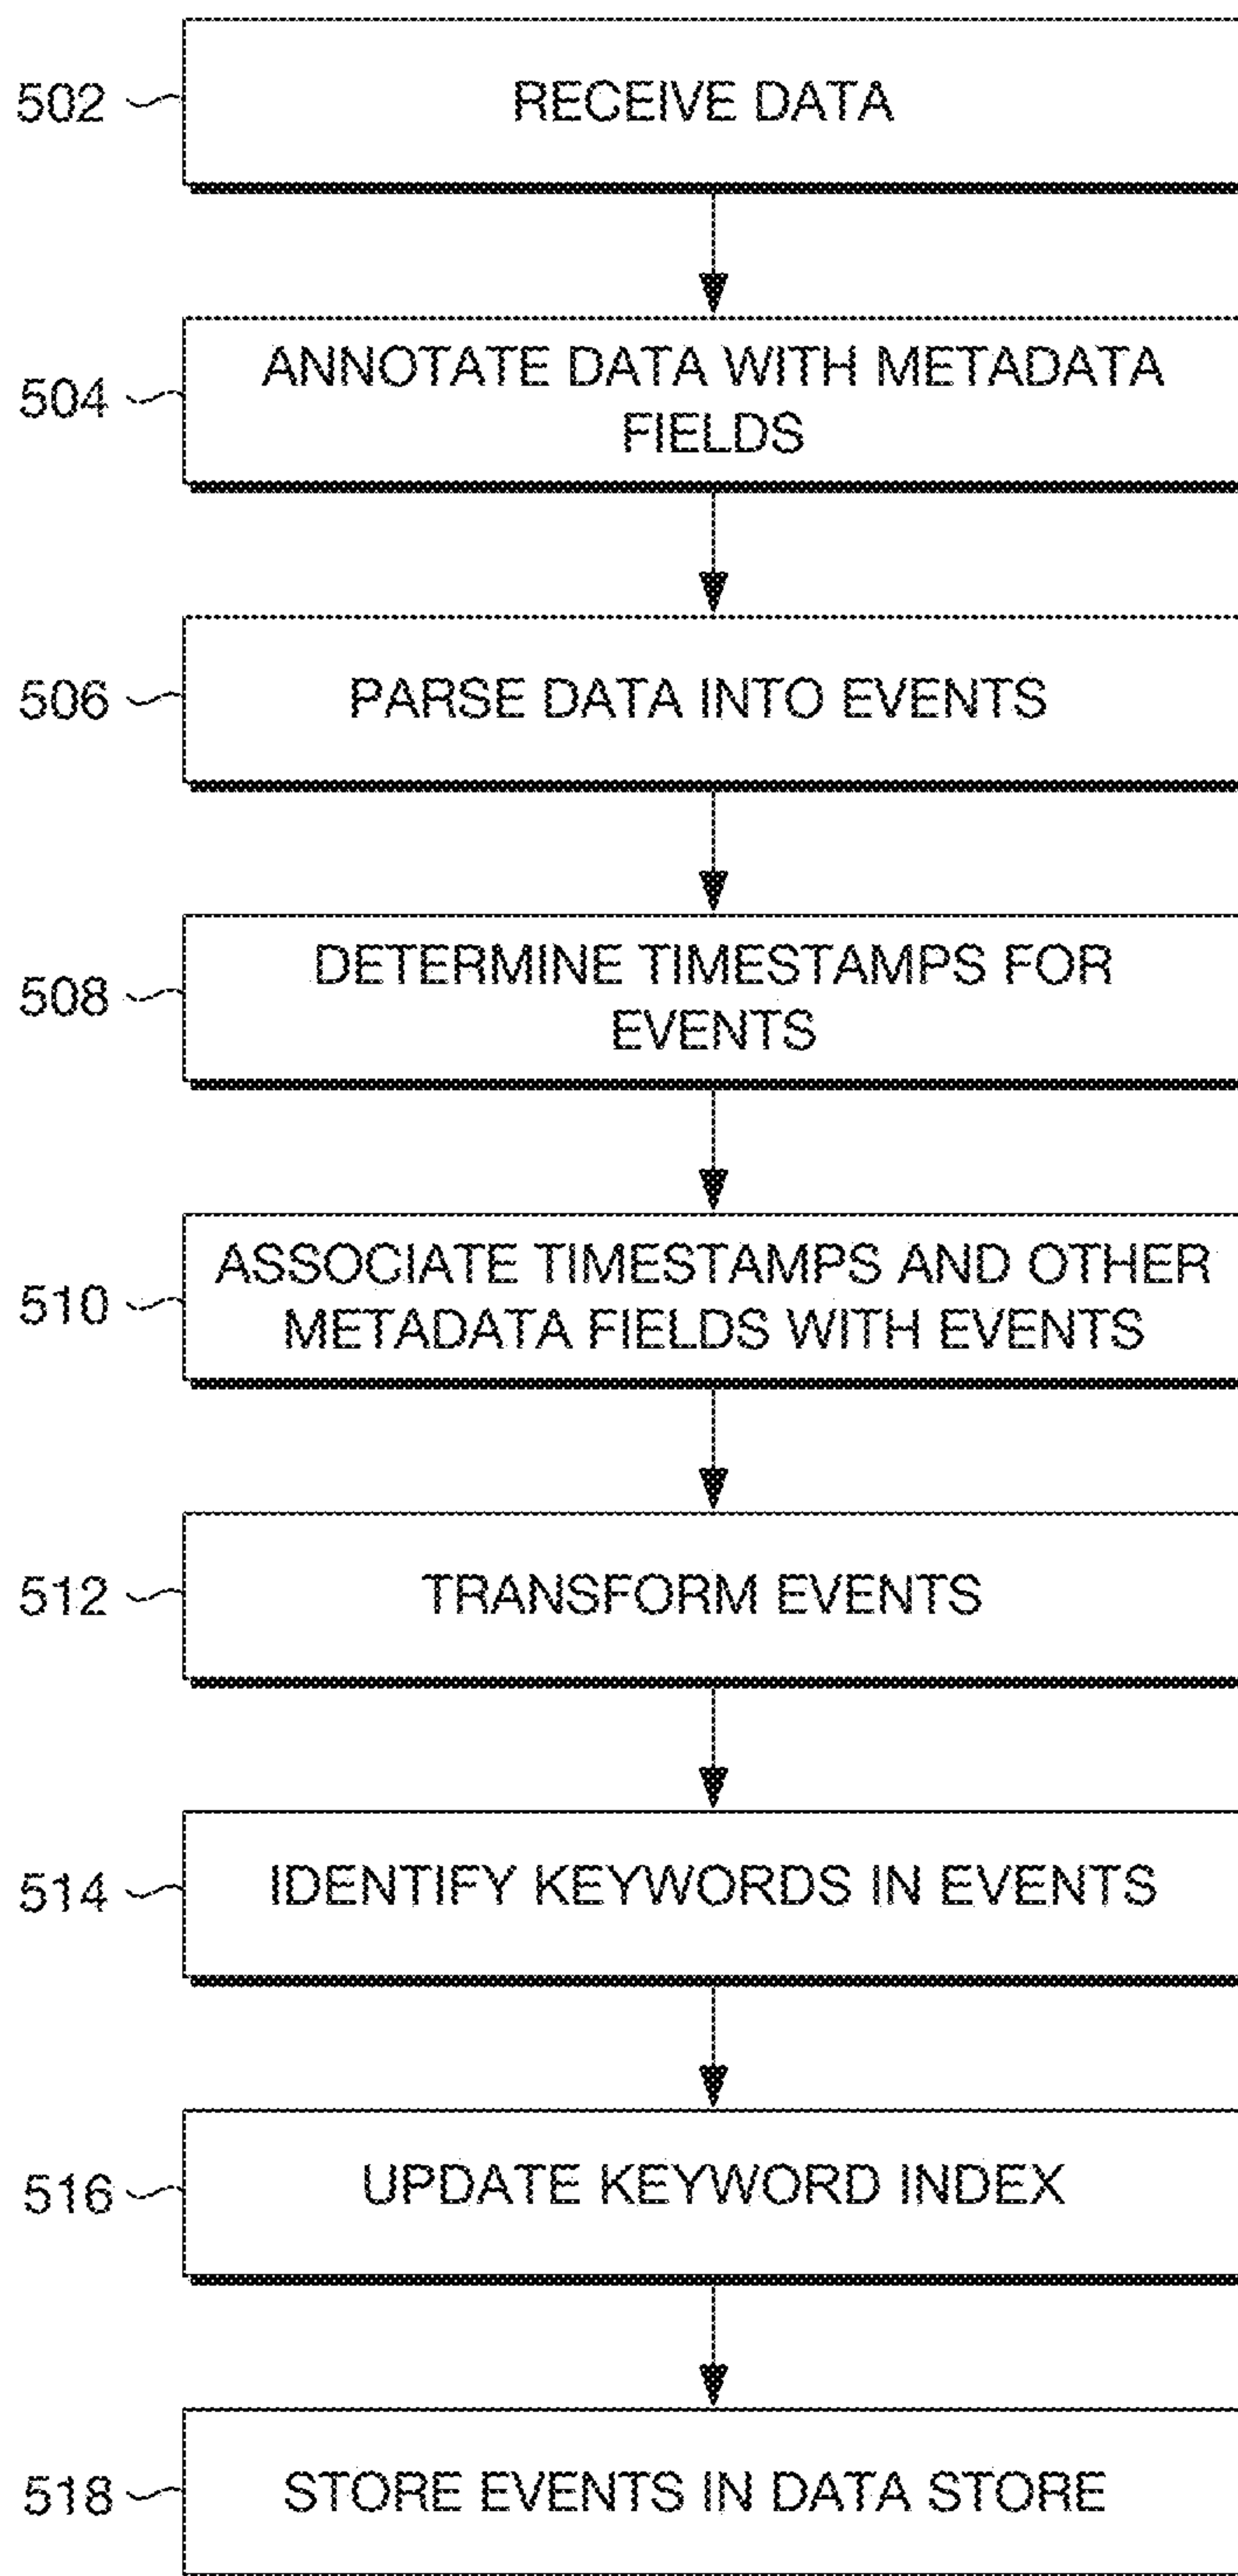 502
RECEIVE DATA
504
ANNOTATE DATA WITH METADATA
FIELDS
506
PARSE DATA INTO EVENTS
508
DETERMINE TIMESTAMPS FOR
EVENTS
510
ASSOCIATE TIMESTAMPS AND OTHER
METADATA FIELDS WITH EVENTS
512
TRANSFORM EVENTS
514
IDENTIFY KEYWORDS IN EVENTS
516
UPDATE KEYWORD INDEX
518
STORE EVENTS IN DATA STORE